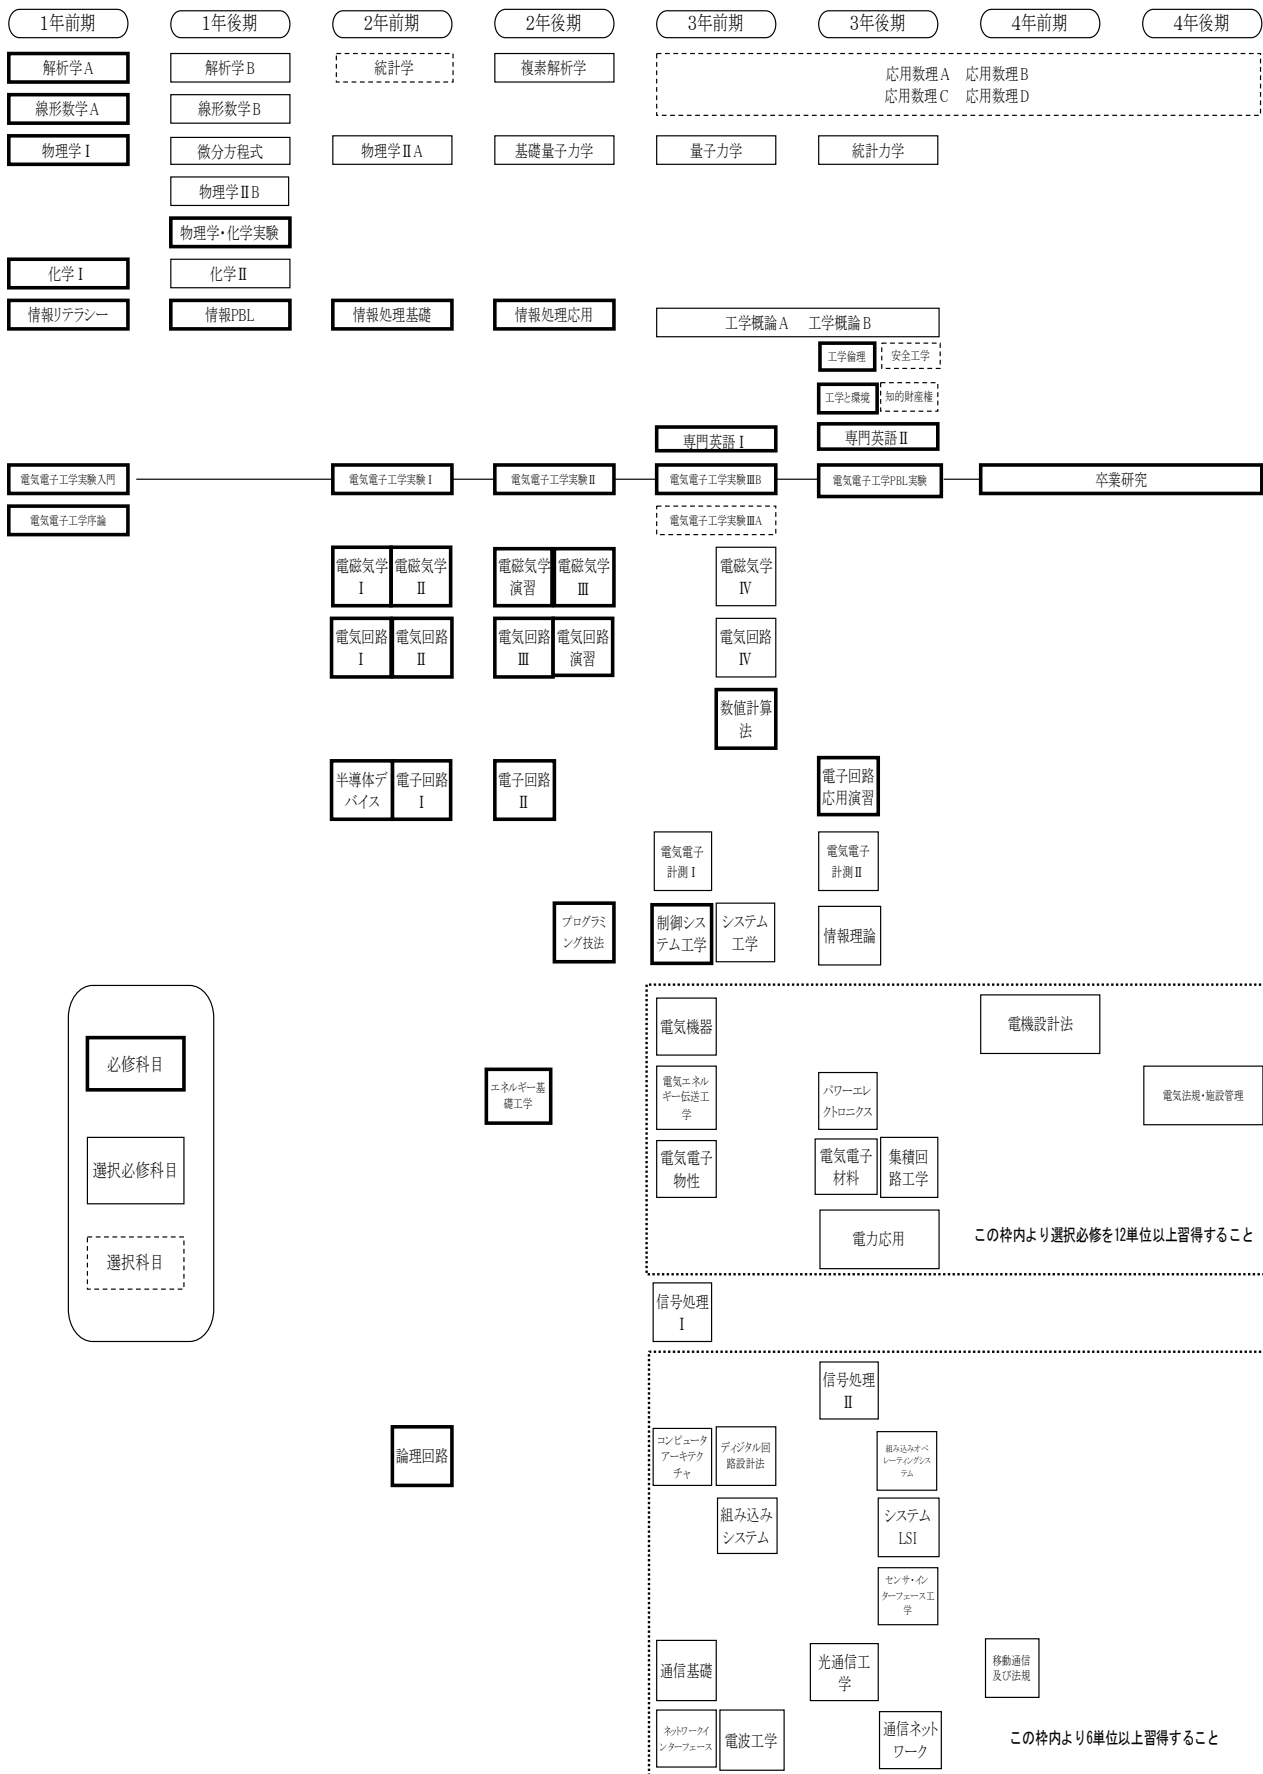 1年前期
1年後期
2年前期
2年後期
3年前期
3年後期
4年前期
4年後期
解析学A
解析学B
統計学
複素解析学
応用数理A 応用数理B
応用数理C 応用数理D
線形数学A
線形数学B
物理学Ⅰ
微分方程式
物理学ⅡA
基礎量子力学
量子力学
統計力学
物理学ⅡB
物理学・化学実験
化学Ⅰ
化学Ⅱ
情報リテラシー
情報PBL
情報処理基礎
情報処理応用
工学概論A 工学概論B
工学倫理
安全工学
工学と環境
知的財産権
専門英語Ⅰ
専門英語Ⅱ
電気電子工学実験入門
電気電子工学実験Ⅰ
電気電子工学実験Ⅱ
電気電子工学実験ⅢB
電気電子工学PBL実験
卒業研究
電気電子工学序論
電気電子工学実験ⅢA
電磁気学
Ⅰ
電磁気学
Ⅱ
電磁気学
演習
電磁気学
Ⅲ
電磁気学
Ⅳ
電気回路
Ⅰ
電気回路
Ⅱ
電気回路
Ⅲ
電気回路
演習
電気回路
Ⅳ
数値計算
法
半導体デ
バイス
電子回路
Ⅰ
電子回路
Ⅱ
電子回路
応用演習
電気電子
計測Ⅰ
電気電子
計測Ⅱ
プログラミ
ング技法
制御シス
テム工学
システム
工学
情報理論
必修科目
選択必修科目
選択科目
電気機器
電機設計法
エネルギー基
礎工学
電気エネル
ギー伝送工
学
パワーエレ
クトロニクス
電気法規・施設管理
電気電子
物性
電気電子
材料
集積回
路工学
電力応用
この枠内より選択必修を12単位以上習得すること
信号処理
Ⅰ
信号処理
Ⅱ
論理回路
コンピュータ
アーキテク
チャ
ディジタル回
路設計法
組み込みオペ
レーティングシス
テム
組み込み
システム
システム
LSI
センサ・イン
ターフェース工
学
通信基礎
光通信工
学
移動通信
及び法規
ネットワークイ
ンターフェース
電波工学
通信ネット
ワーク
この枠内より6単位以上習得すること